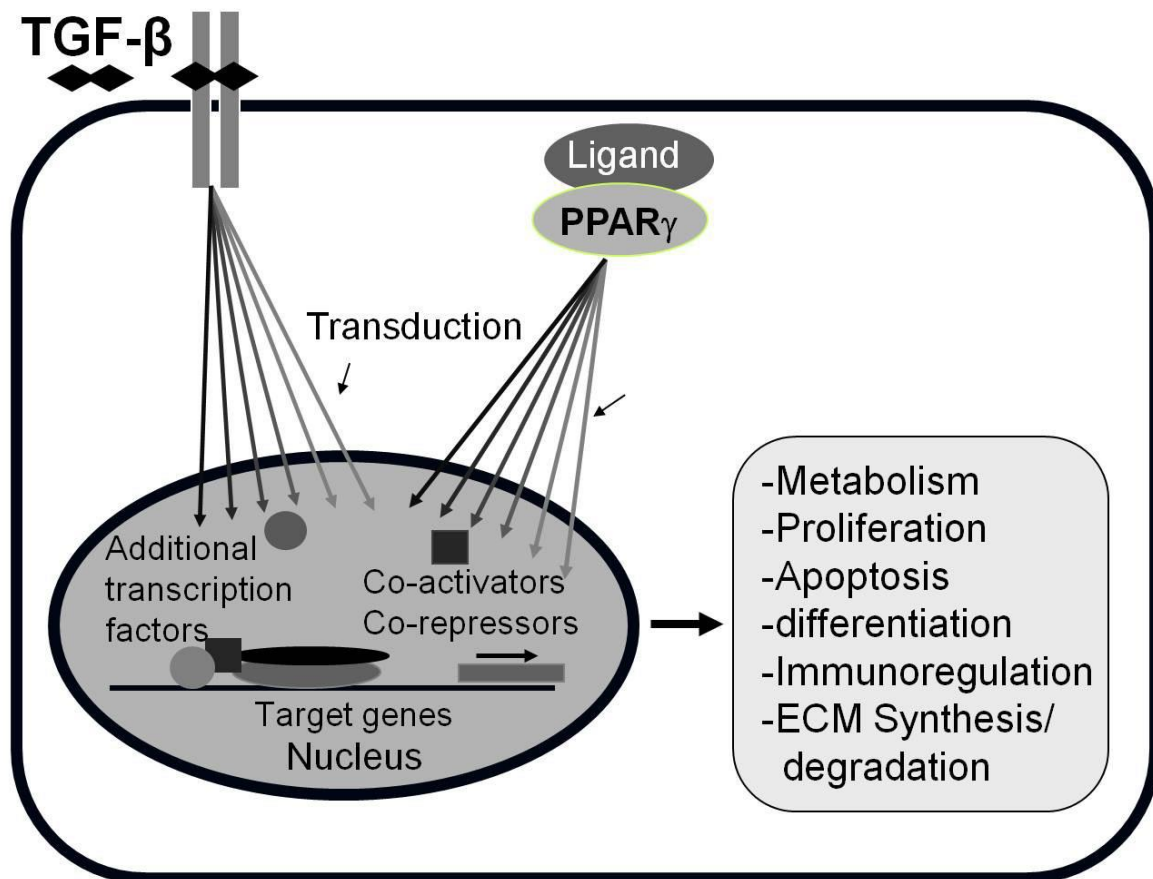 TGF-β
Ligand
PPARγ
Transduction
Additional
transcription
factors
Co-activators
Co-repressors
Target genes
Nucleus
-Metabolism
-Proliferation
-Apoptosis
-differentiation
-Immunoregulation
-ECM Synthesis/
degradation